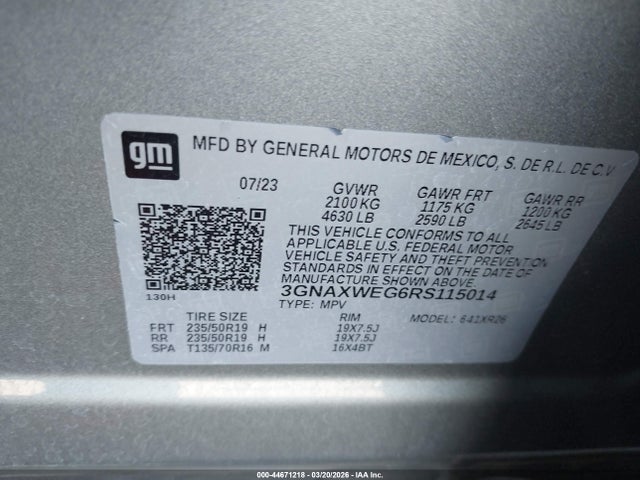 gm
MFD BY GENERAL MOTORS DE MEXICO, S. DE R.L. DE C.V
07/23
GVWR GAWR FRT GAWR RR
2100 KG 1175 KG 1200 KG
4630 LB 2590 LB 2645 LB
THIS VEHICLE CONFORMS TO ALL
APPLICABLE U.S. FEDERAL MOTOR
VEHICLE SAFETY AND THEFT PREVENTION
STANDARDS IN EFFECT ON THE DATE OF
MANUFACTURE SHOWN ABOVE.
130H
3GNAXWEG6RS115014
TYPE: MPV
MODEL: 641XR26
TIRE SIZE RIM
FRT 235/50R19 H 19X7.5J
RR 235/50R19 H 19X7.5J
SPA T135/70R16 M 16X4BT
000-44671218 - 03/20/2026 - IAA Inc.